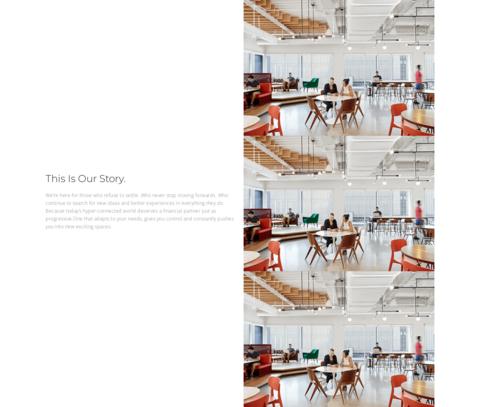 This Is Our Story.
We're here for those who refuse to settle. Who never stop moving forwards. Who
continue to search for new ideas and better experiences in everything they do.
Because today's hyper-connected world deserves a financial partner just as
progressive.One that adapts to your needs, gives you control and constantly pushes
you into new exciting spaces.